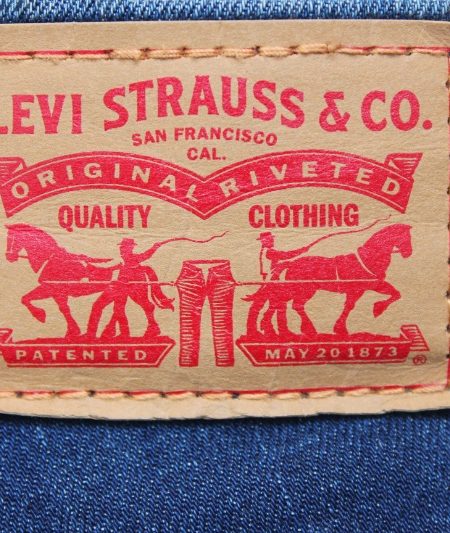 LEVI STRAUSS & CO.
SAN FRANCISCO
CAL.
ORIGINAL RIVETED
QUALITY CLOTHING
PATENTED MAY 20 1873 ®